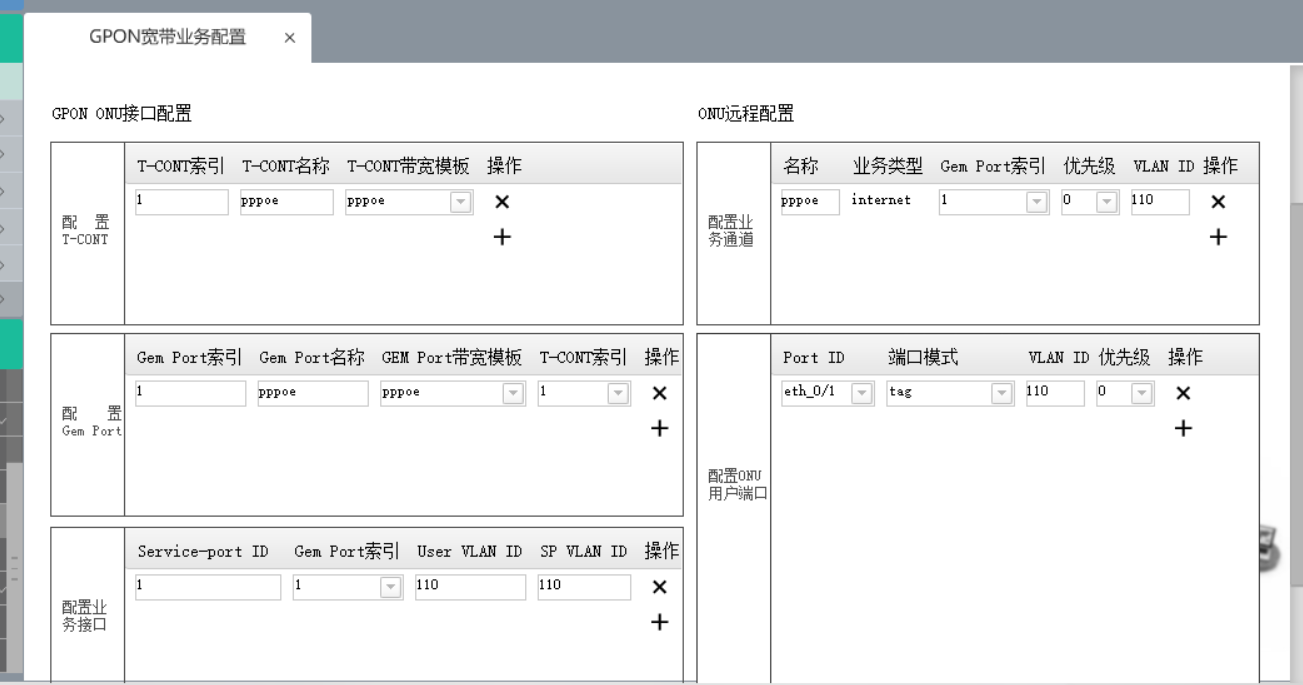 GPON宽带业务配置 ×
GPON ONU接口配置
T-CONT索引 T-CONT名称 T-CONT带宽模板 操作
1 pppoe pppoe
配 置
T-CONT
Gem Port索引 Gem Port名称 GEM Port带宽模板 T-CONT索引 操作
1 pppoe pppoe 1
配 置
Gem Port
Service-port ID Gem Port索引 User VLAN ID SP VLAN ID 操作
1 1 110 110
配置业
务接口
ONU远程配置
名称 业务类型 Gem Port索引 优先级 VLAN ID 操作
pppoe internet 1 0 110
配置业
务通道
Port ID 端口模式 VLAN ID 优先级 操作
eth_0/1 tag 110 0
配置ONU
用户端口